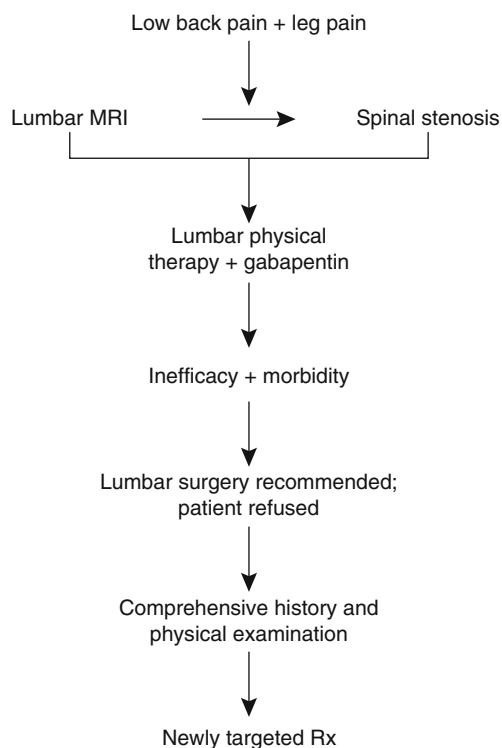 Low back pain + leg pain
Lumbar MRI
Spinal stenosis
Lumbar physical
therapy + gabapentin
Inefficacy + morbidity
Lumbar surgery recommended;
patient refused
Comprehensive history and
physical examination
Newly targeted Rx